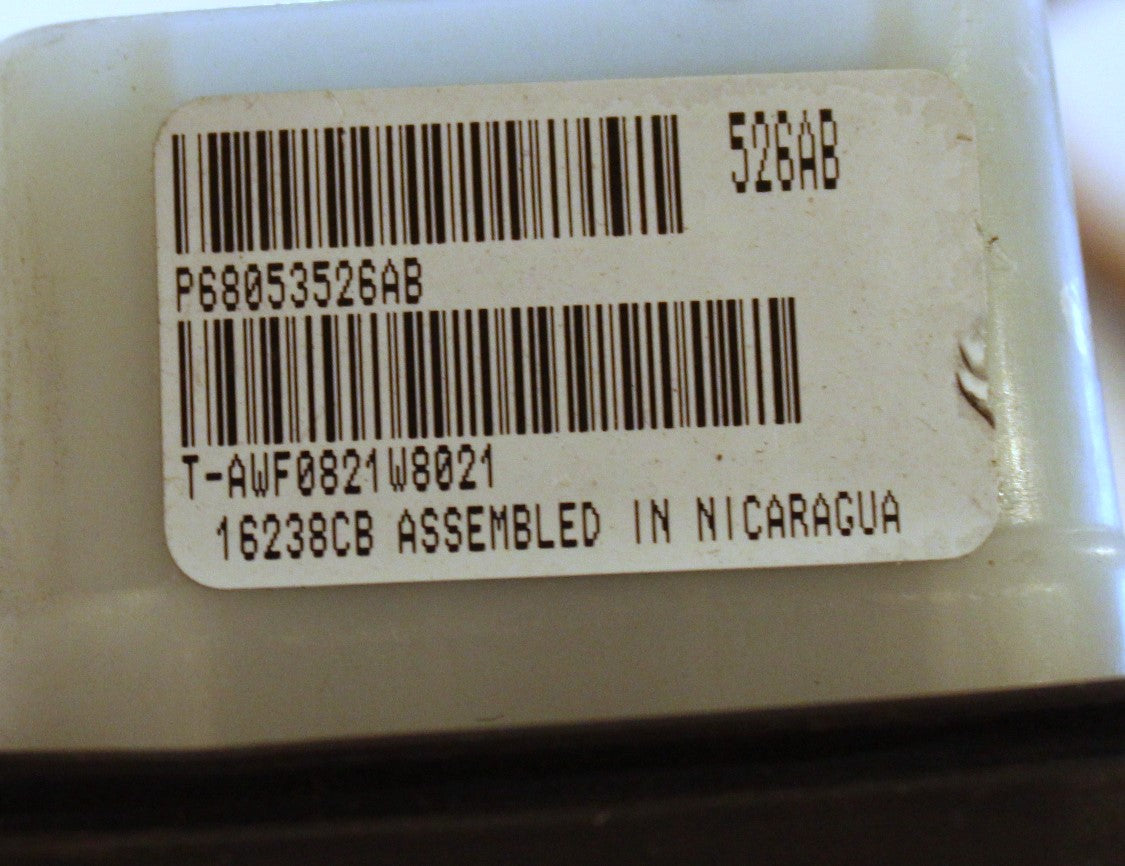 526AB
P68053526AB
T-AWF0821W8021
16238CB ASSEMBLED IN NICARAGUA